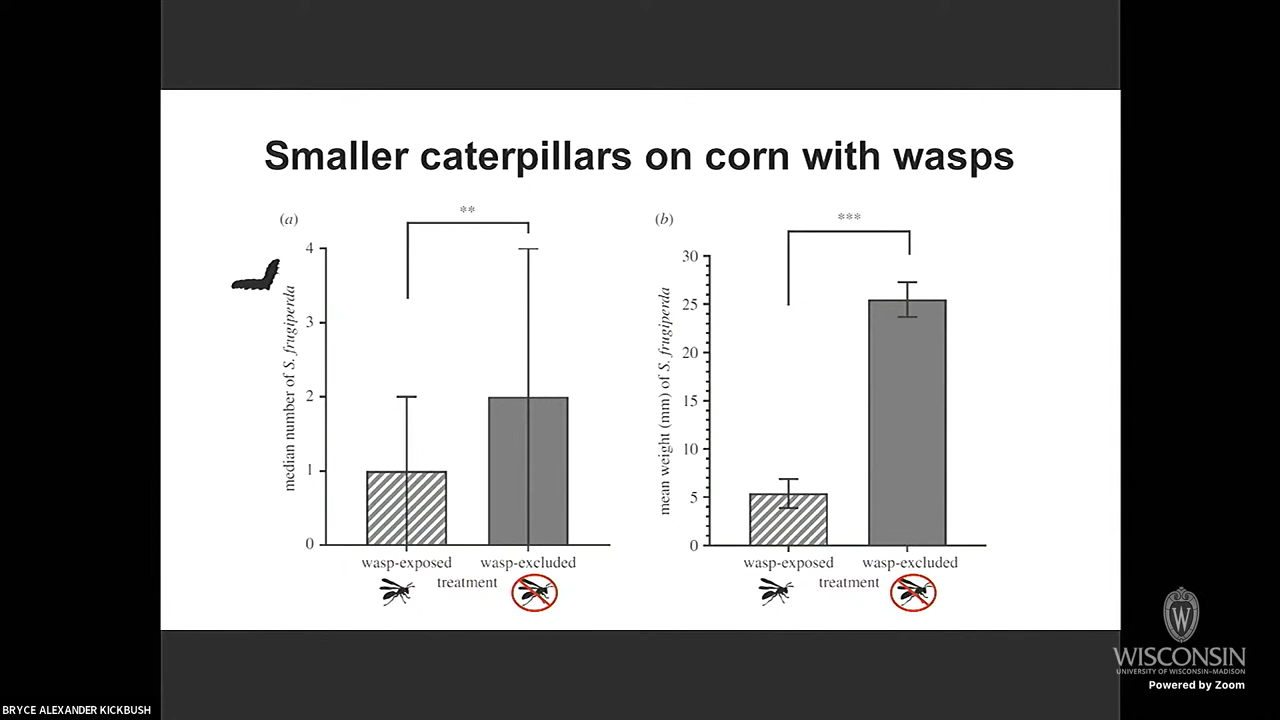 Smaller caterpillars on corn with wasps
(a)
**
4
3
2
1
0
median number of S. frugiperda
wasp-exposed
wasp-excluded
treatment
(b)
***
30
25
20
15
10
5
0
mean weight (mm) of S. frugiperda
wasp-exposed
wasp-excluded
treatment
W
WISCONSIN
UNIVERSITY OF WISCONSIN–MADISON
Powered by Zoom
BRYCE ALEXANDER KICKBUSH